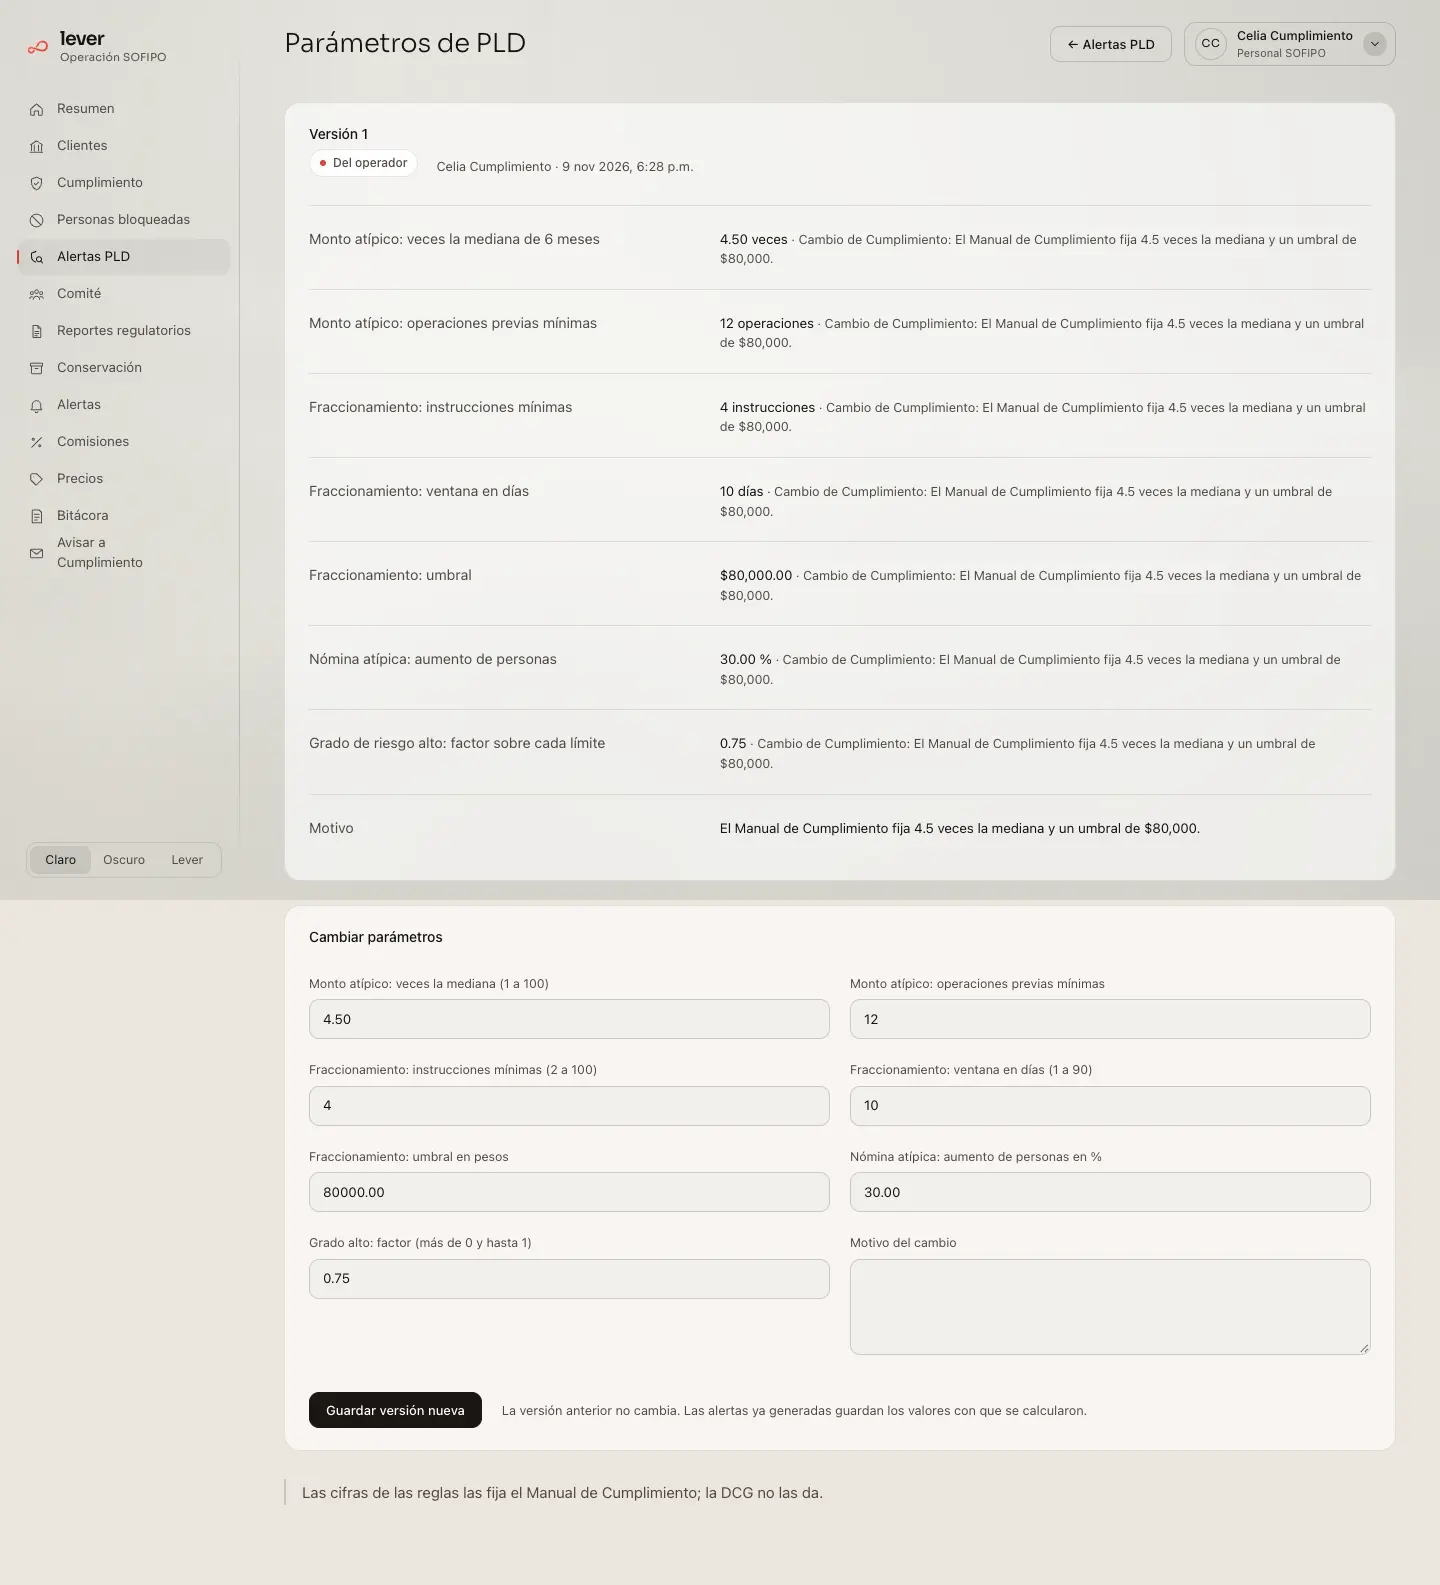 lever
Operación SOFIPO
Resumen
Clientes
Cumplimiento
Personas bloqueadas
Alertas PLD
Comité
Reportes regulatorios
Conservación
Alertas
Comisiones
Precios
Bitácora
Avisar a
Cumplimiento
Claro Oscuro Lever
Parámetros de PLD
← Alertas PLD
CC
Celia Cumplimiento
Personal SOFIPO
Versión 1
Del operador
Celia Cumplimiento · 9 nov 2026, 6:28 p.m.
Monto atípico: veces la mediana de 6 meses
4.50 veces · Cambio de Cumplimiento: El Manual de Cumplimiento fija 4.5 veces la mediana y un umbral de
$80,000.
Monto atípico: operaciones previas mínimas
12 operaciones · Cambio de Cumplimiento: El Manual de Cumplimiento fija 4.5 veces la mediana y un umbral
de $80,000.
Fraccionamiento: instrucciones mínimas
4 instrucciones · Cambio de Cumplimiento: El Manual de Cumplimiento fija 4.5 veces la mediana y un umbral
de $80,000.
Fraccionamiento: ventana en días
10 días · Cambio de Cumplimiento: El Manual de Cumplimiento fija 4.5 veces la mediana y un umbral de
$80,000.
Fraccionamiento: umbral
$80,000.00 · Cambio de Cumplimiento: El Manual de Cumplimiento fija 4.5 veces la mediana y un umbral de
$80,000.
Nómina atípica: aumento de personas
30.00 % · Cambio de Cumplimiento: El Manual de Cumplimiento fija 4.5 veces la mediana y un umbral de
$80,000.
Grado de riesgo alto: factor sobre cada límite
0.75 · Cambio de Cumplimiento: El Manual de Cumplimiento fija 4.5 veces la mediana y un umbral de
$80,000.
Motivo
El Manual de Cumplimiento fija 4.5 veces la mediana y un umbral de $80,000.
Cambiar parámetros
Monto atípico: veces la mediana (1 a 100)
4.50
Monto atípico: operaciones previas mínimas
12
Fraccionamiento: instrucciones mínimas (2 a 100)
4
Fraccionamiento: ventana en días (1 a 90)
10
Fraccionamiento: umbral en pesos
80000.00
Nómina atípica: aumento de personas en %
30.00
Grado alto: factor (más de 0 y hasta 1)
0.75
Motivo del cambio
Guardar versión nueva
La versión anterior no cambia. Las alertas ya generadas guardan los valores con que se calcularon.
Las cifras de las reglas las fija el Manual de Cumplimiento; la DCG no las da.